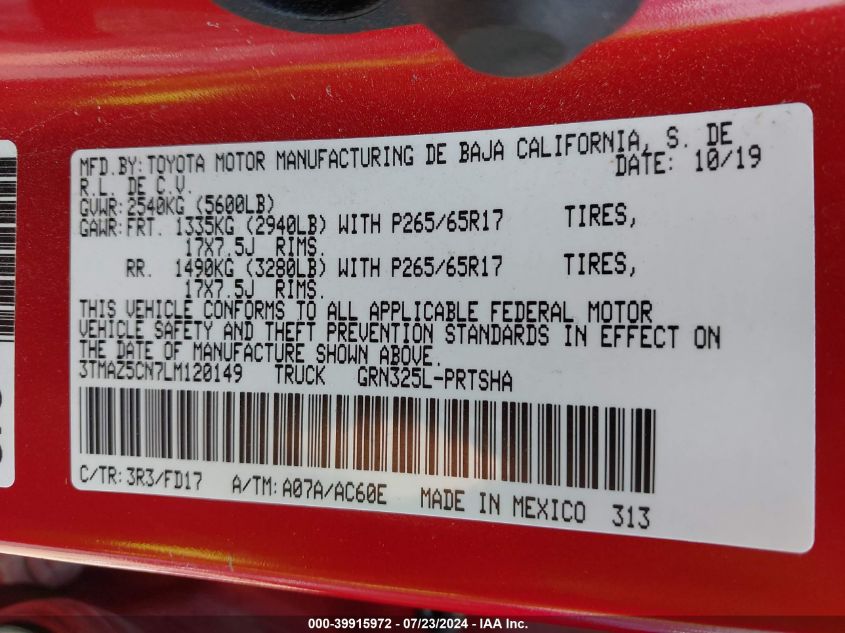 MFD.BY:TOYOTA MOTOR MANUFACTURING DE BAJA CALIFORNIA, S. DE
R.L. DE C.V. DATE: 10/19
GVWR:2540KG (5600LB)
GAWR:FRT. 1335KG (2940LB) WITH P265/65R17 TIRES,
17X7.5J RIMS.
RR. 1490KG (3280LB) WITH P265/65R17 TIRES,
17X7.5J RIMS.
THIS VEHICLE CONFORMS TO ALL APPLICABLE FEDERAL MOTOR
VEHICLE SAFETY AND THEFT PREVENTION STANDARDS IN EFFECT ON
THE DATE OF MANUFACTURE SHOWN ABOVE.
3TMAZ5CN7LM120149 TRUCK GRN325L-PRTSHA
C/TR:3R3/FD17 A/TM:A07A/AC60E MADE IN MEXICO 313
000-39915972 - 07/23/2024 - IAA Inc.